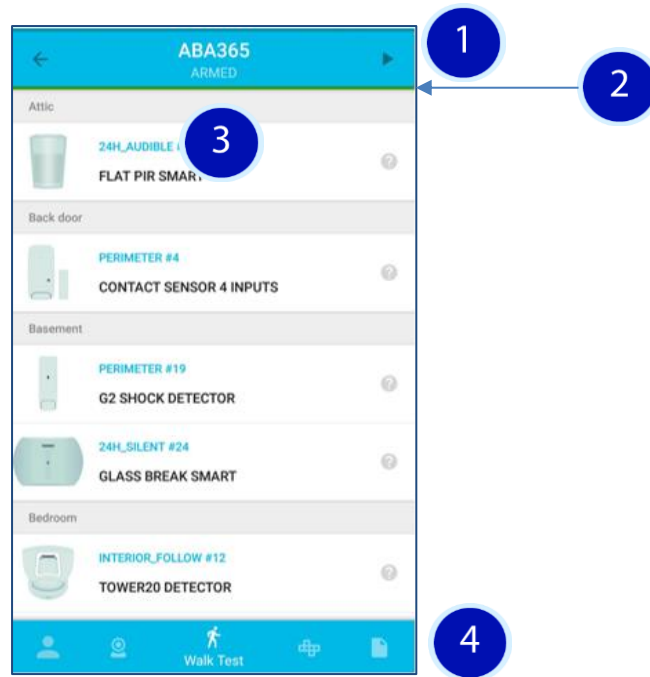 ABA365
ARMED
1
2
Attic
24H_AUDIBLE
3
FLAT PIR SMART
Back door
PERIMETER #4
CONTACT SENSOR 4 INPUTS
Basement
PERIMETER #19
G2 SHOCK DETECTOR
24H_SILENT #24
GLASS BREAK SMART
Bedroom
INTERIOR_FOLLOW #12
TOWER20 DETECTOR
Walk Test
4